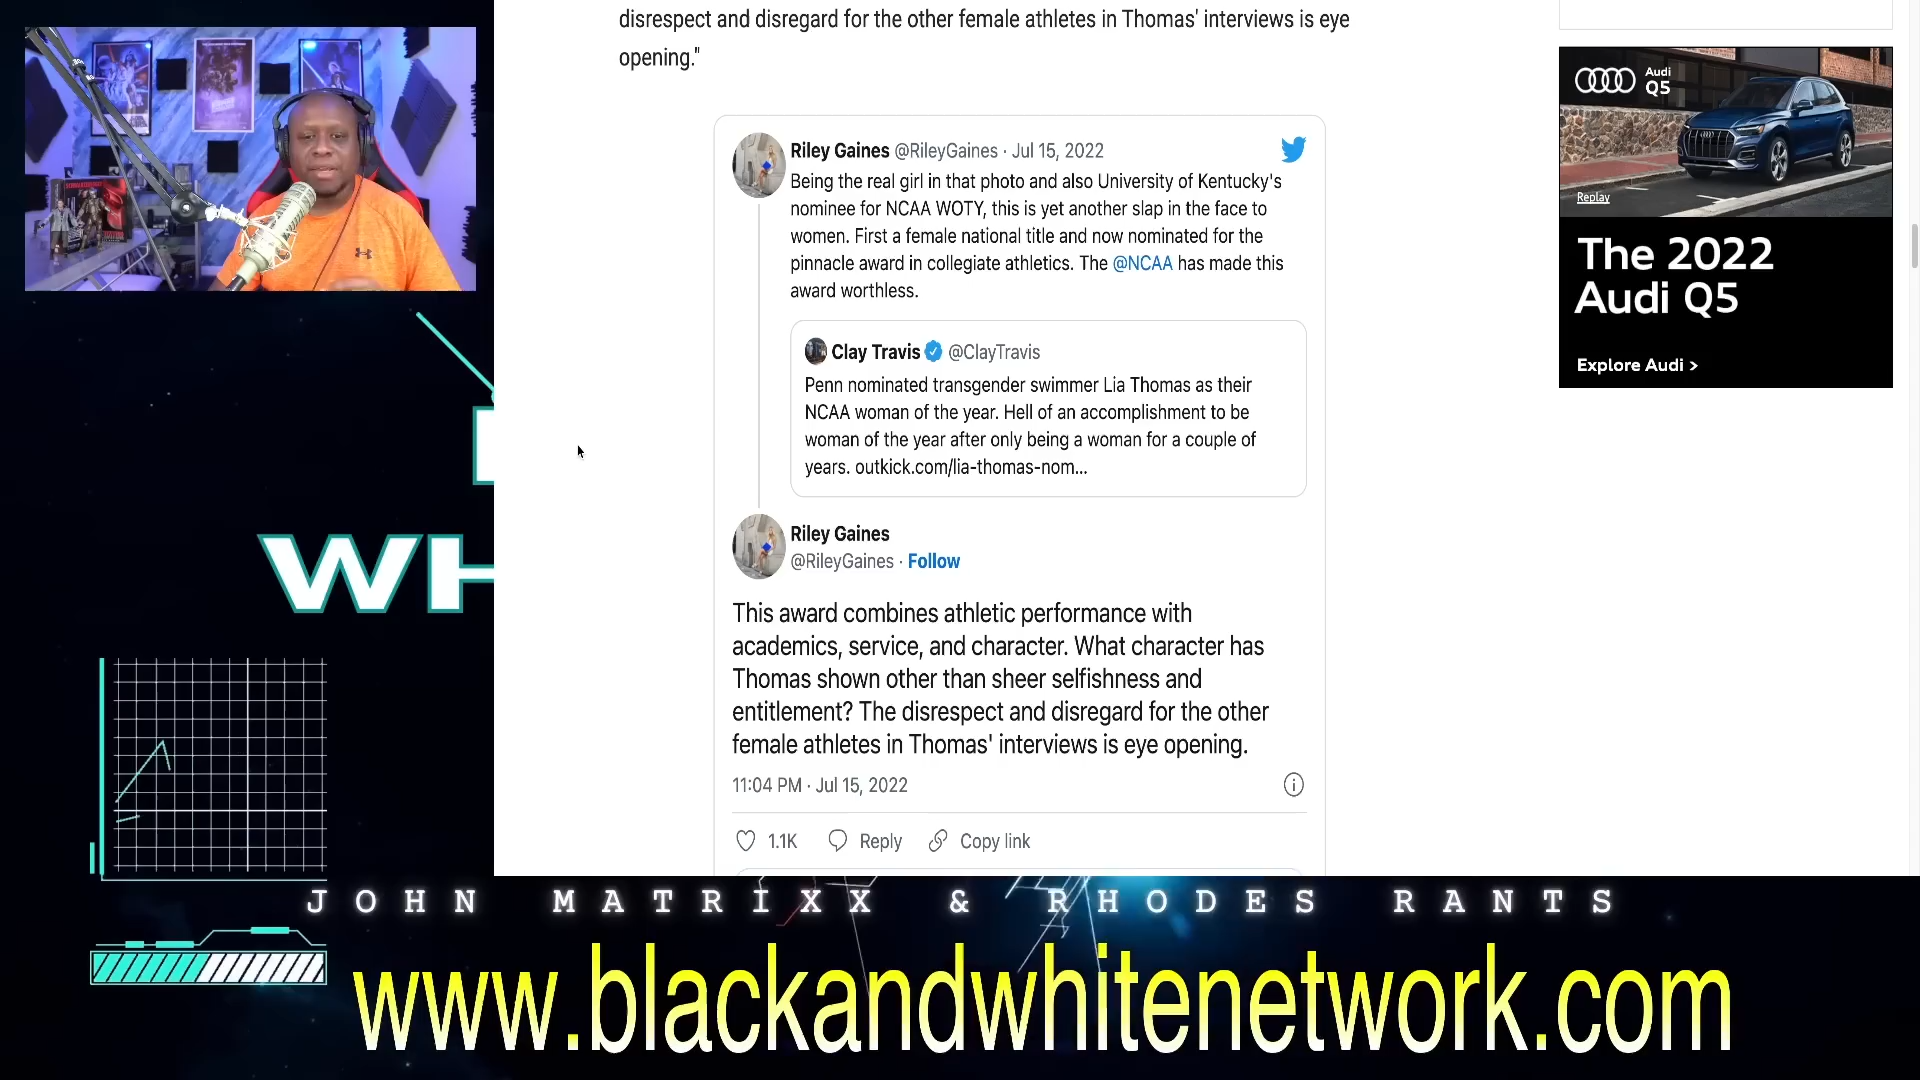 disrespect and disregard for the other female athletes in Thomas' interviews is eye
opening."
Riley Gaines @RileyGaines · Jul 15, 2022
Being the real girl in that photo and also University of Kentucky's
nominee for NCAA WOTY, this is yet another slap in the face to
women. First a female national title and now nominated for the
pinnacle award in collegiate athletics. The @NCAA has made this
award worthless.
Clay Travis @ClayTravis
Penn nominated transgender swimmer Lia Thomas as their
NCAA woman of the year. Hell of an accomplishment to be
woman of the year after only being a woman for a couple of
years. outkick.com/lia-thomas-nom...
Riley Gaines
@RileyGaines · Follow
This award combines athletic performance with
academics, service, and character. What character has
Thomas shown other than sheer selfishness and
entitlement? The disrespect and disregard for the other
female athletes in Thomas' interviews is eye opening.
11:04 PM · Jul 15, 2022
1.1K Reply Copy link
Audi
Q5
Replay
The 2022
Audi Q5
Explore Audi >
WH
JOHN MATRIXX & RHODES RANTS
www.blackandwhitenetwork.com